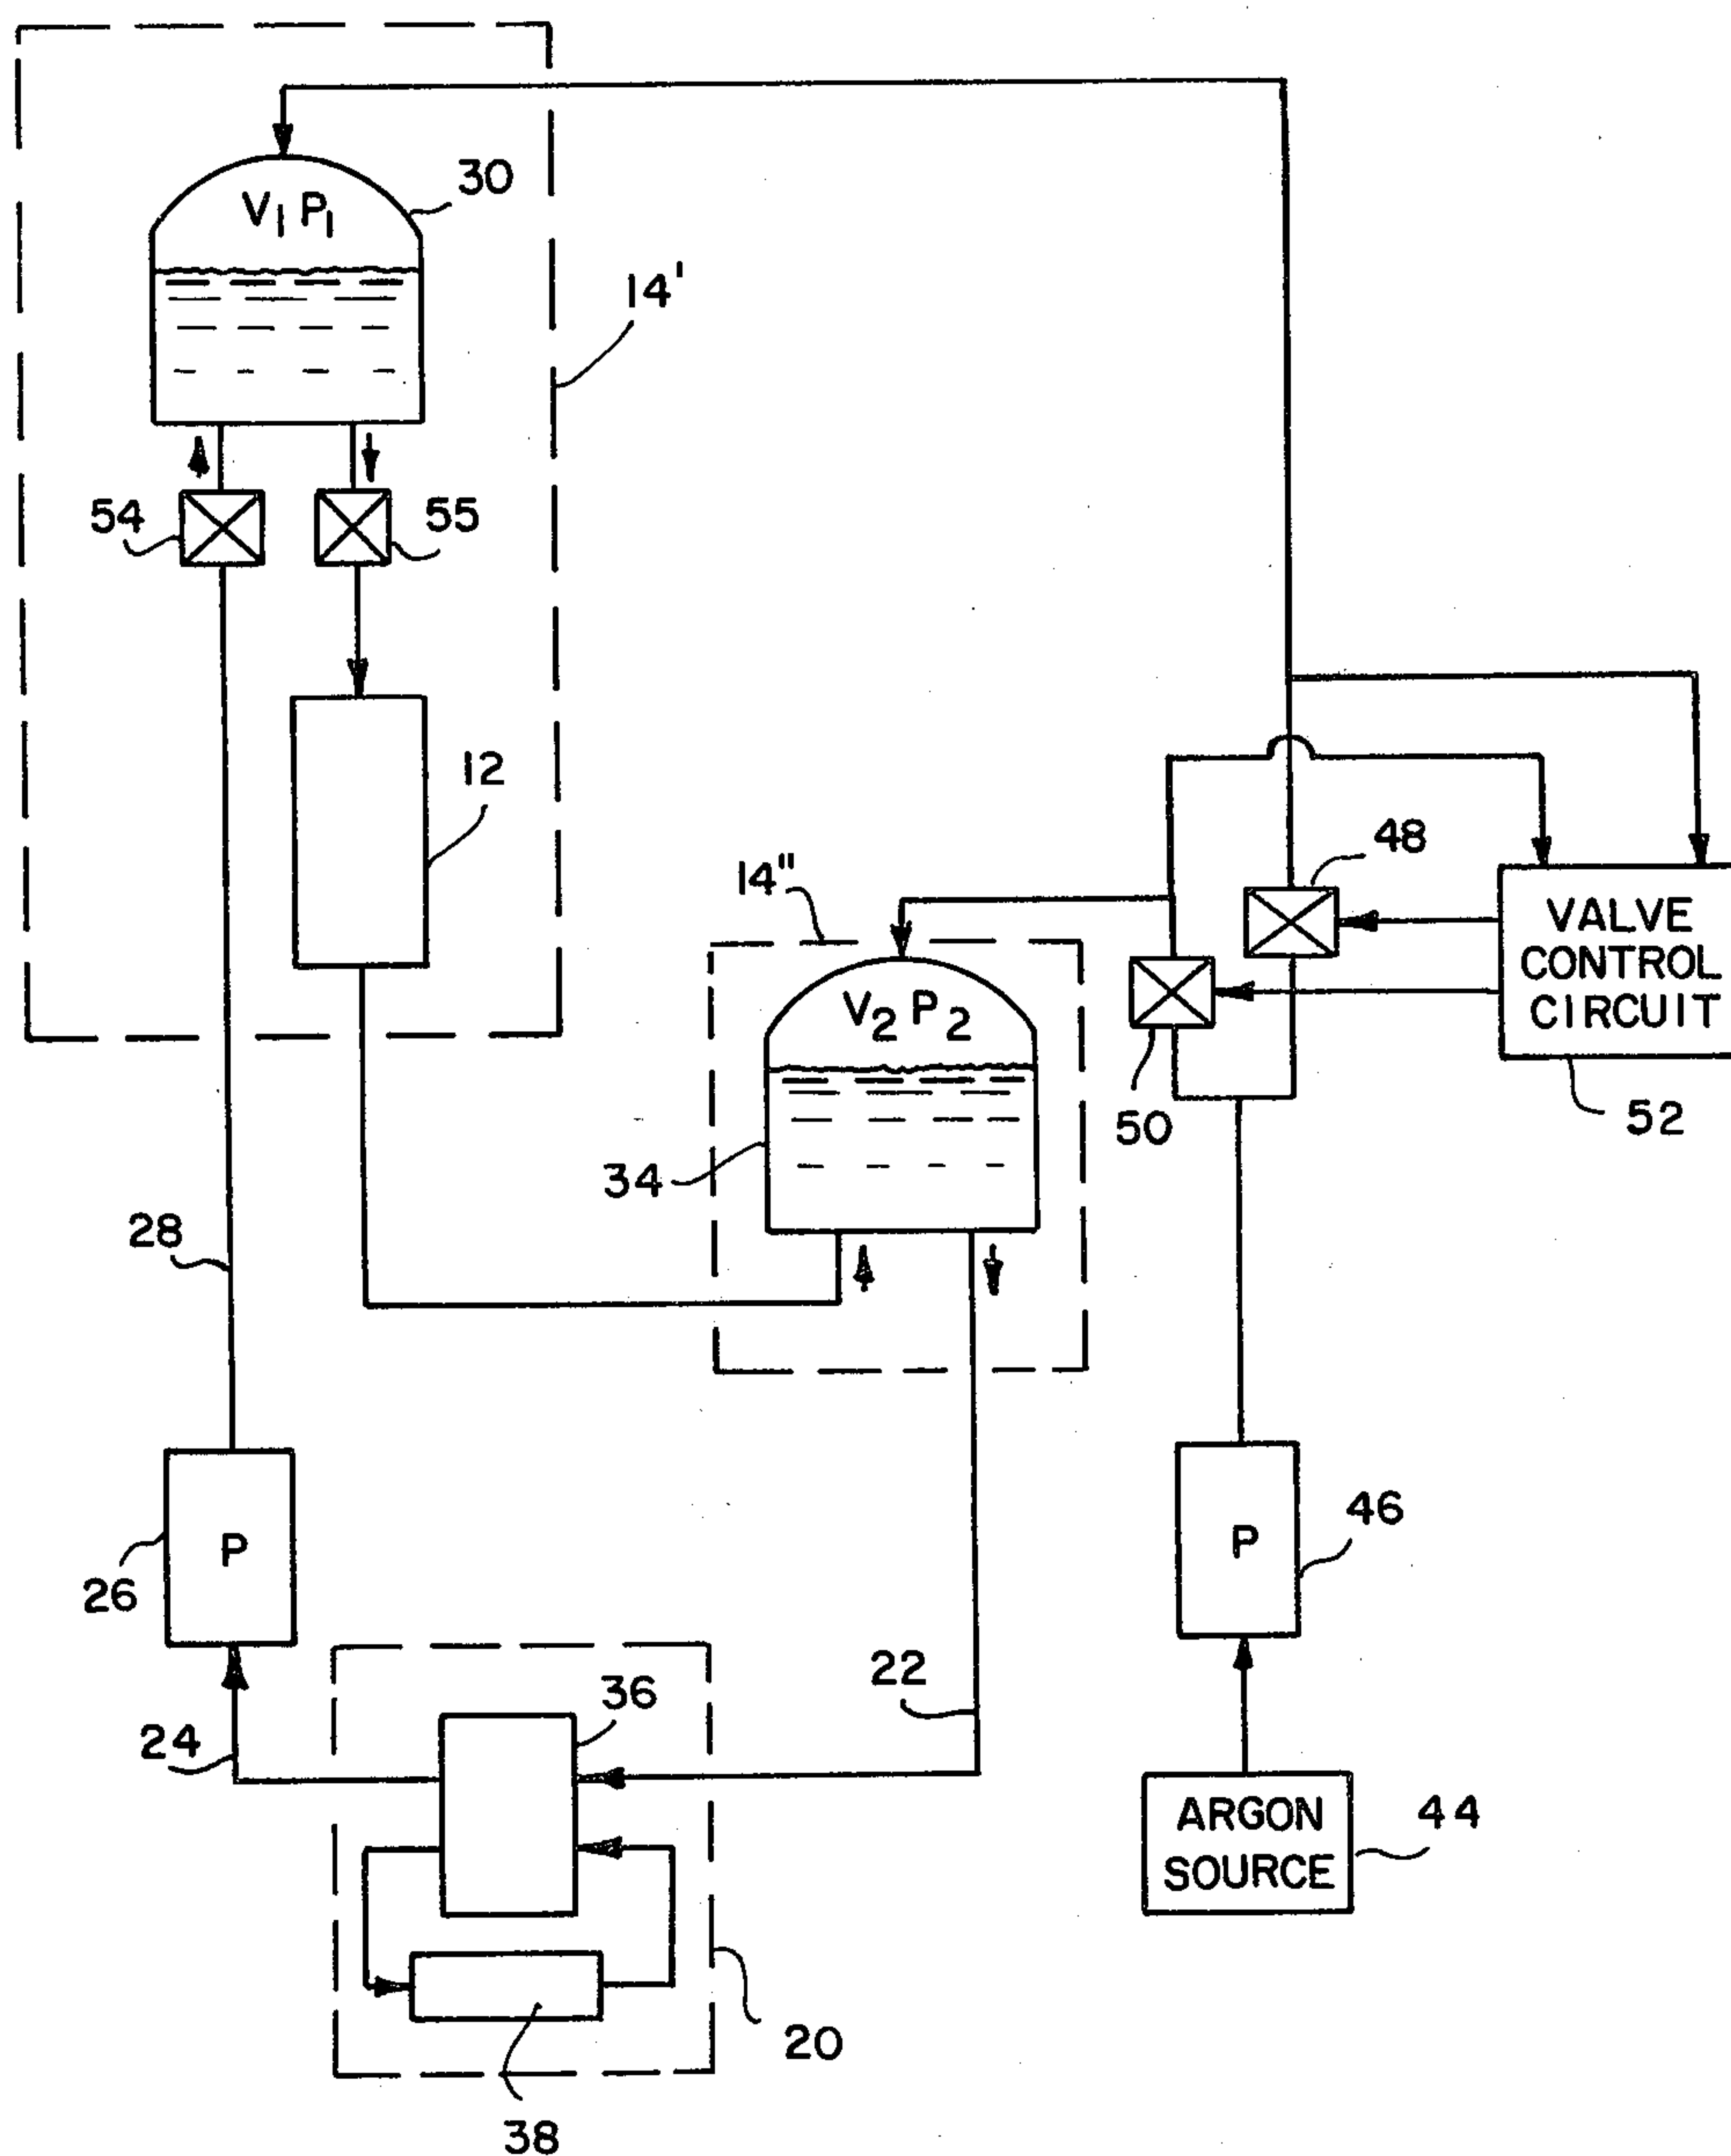 30
V₁ P₁
14'
54
55
12
48
14"
VALVE
CONTROL
CIRCUIT
V₂ P₂
50
52
34
28
46
P
P
26
22
36
24
ARGON
SOURCE
44
20
38